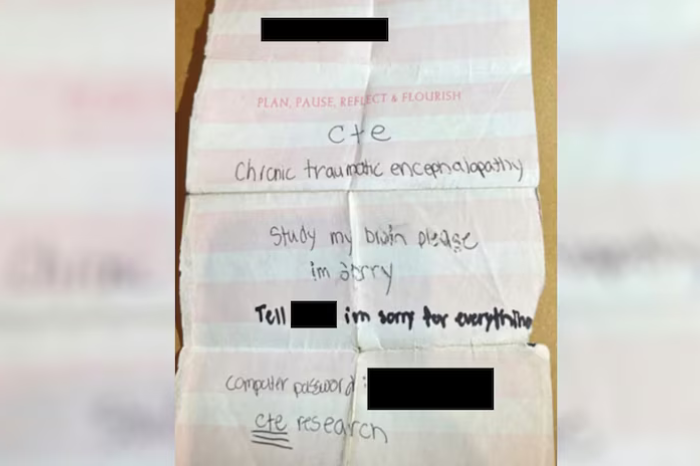 PLAN, PAUSE, REFLECT & FLOURISH
cte
Chronic traumatic encephalopathy
Study my brain please
im sorry
Tell im sorry for everything
computer password:
cte research